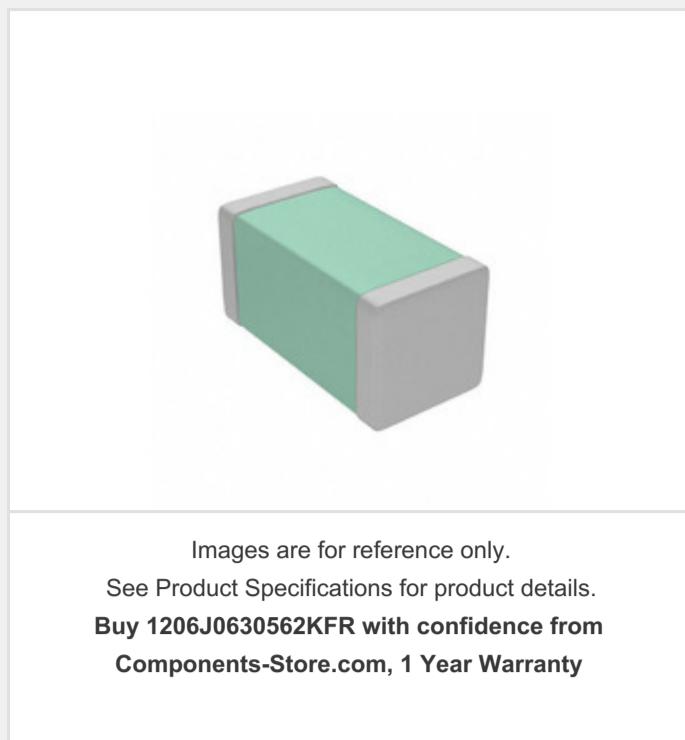 Images are for reference only.
See Product Specifications for product details.
Buy 1206J0630562KFR with confidence from
Components-Store.com, 1 Year Warranty